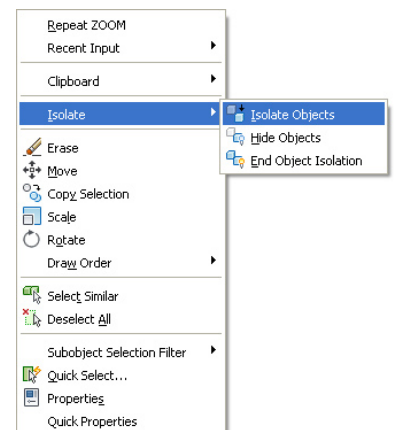 Repeat ZOOM
Recent Input
Clipboard
Isolate
Isolate Objects
Hide Objects
End Object Isolation
Erase
Move
Copy Selection
Scale
Rotate
Draw Order
Select Similar
Deselect All
Subobject Selection Filter
Quick Select...
Properties
Quick Properties